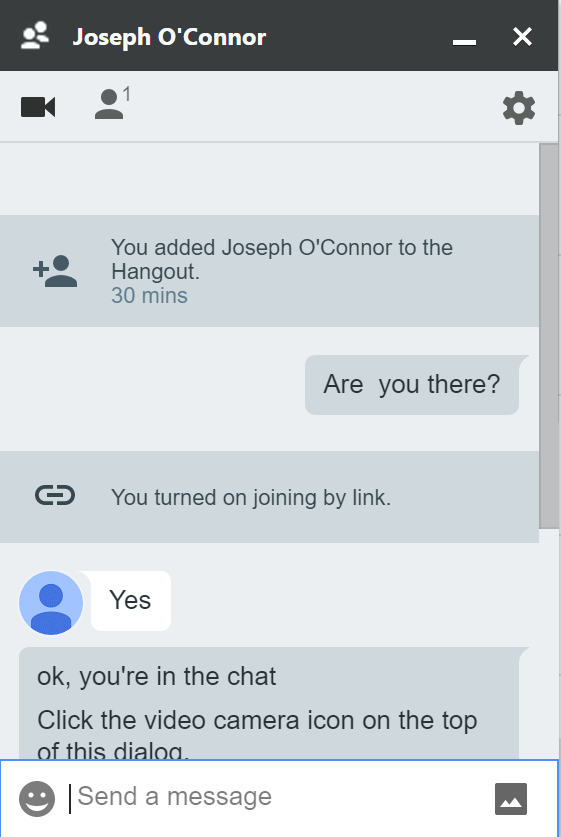 Joseph O'Connor
1
You added Joseph O'Connor to the
Hangout.
30 mins
Are  you there?
You turned on joining by link.
Yes
ok, you're in the chat
Click the video camera icon on the top
of this dialog.
Send a message